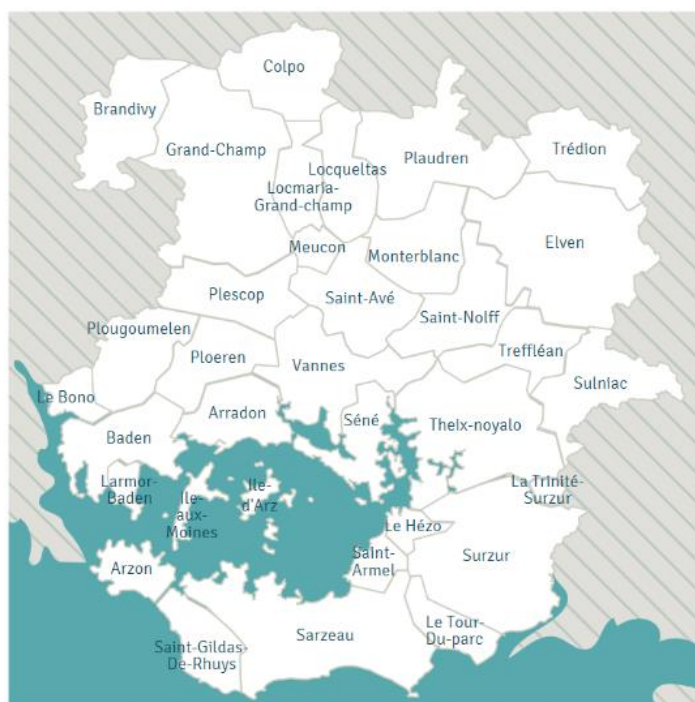 Colpo
Brandivy
Grand-Champ
Locqueltas
Plaudren
Trédion
Locmaria-
Grand-champ
Meucon
Monterblanc
Elven
Plescop
Saint-Avé
Saint-Nolff
Plougoumelen
Ploeren
Vannes
Treffléan
Sulniac
Le Bono
Arradon
Séné
Theix-noyalo
Baden
Larmor-
Baden
Ile-
aux-
Moines
Ile-
d'Arz
La Trinité-
Surzur
Le Hézo
Saint-
Armel
Surzur
Arzon
Saint-Gildas-
De-Rhuys
Sarzeau
Le Tour-
Du-parc